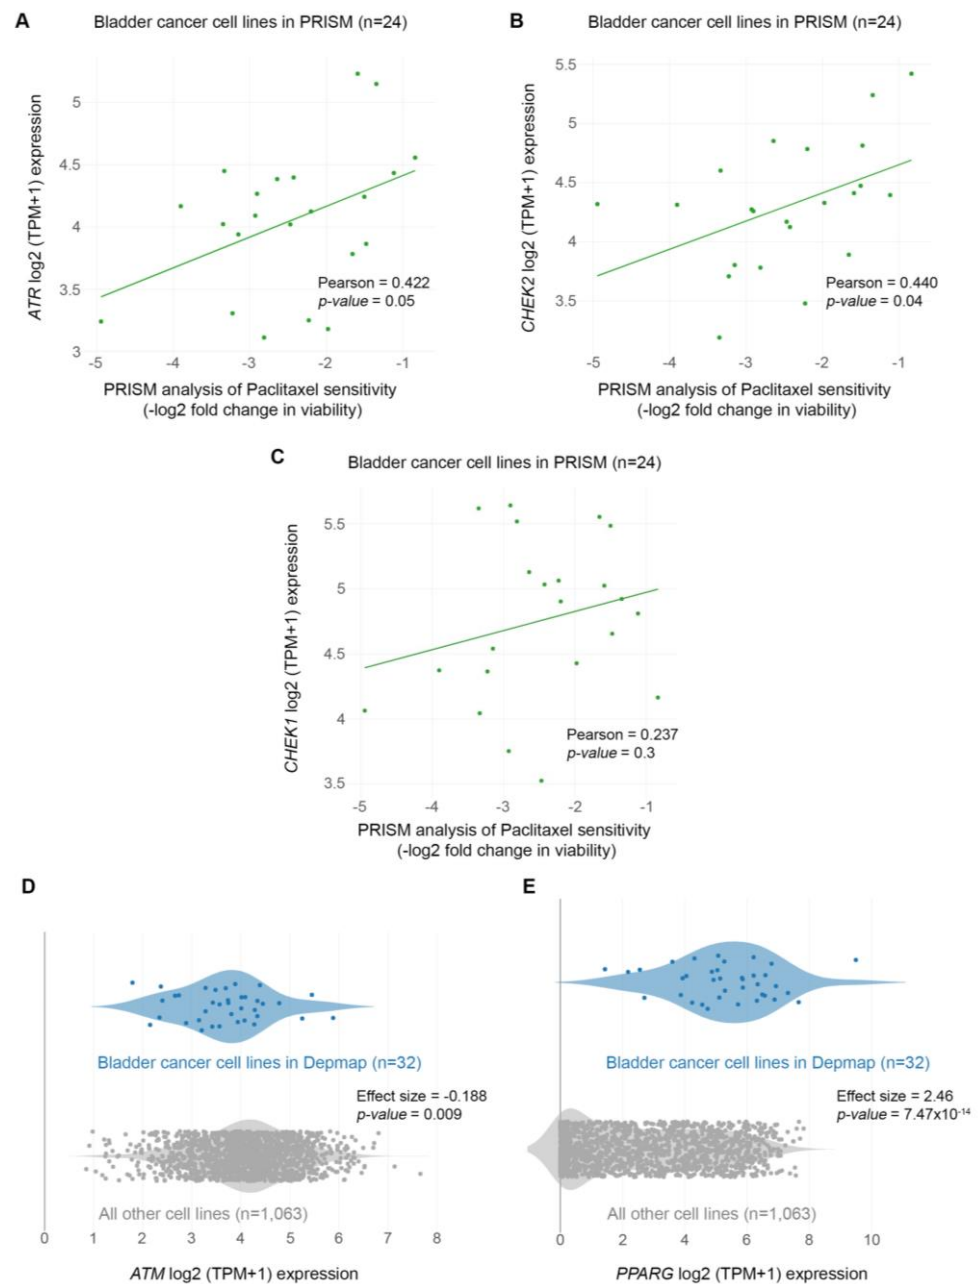 A
Bladder cancer cell lines in PRISM (n=24)
ATR log2 (TPM+1) expression
5
4.5
4
3.5
3
Pearson = 0.422
p-value = 0.05
-5 -4 -3 -2 -1
PRISM analysis of Paclitaxel sensitivity
(-log2 fold change in viability)
B
Bladder cancer cell lines in PRISM (n=24)
CHEK2 log2 (TPM+1) expression
5.5
5
4.5
4
3.5
Pearson = 0.440
p-value = 0.04
-5 -3 -2 -1
PRISM analysis of Paclitaxel sensitivity
(-log2 fold change in viability)
C
Bladder cancer cell lines in PRISM (n=24)
CHEK1 log2 (TPM+1) expression
5.5
5
4.5
4
3.5
Pearson = 0.237
p-value = 0.3
-5 -4 -3 -2 -1
PRISM analysis of Paclitaxel sensitivity
(-log2 fold change in viability)
D
Bladder cancer cell lines in Depmap (n=32)
Effect size = -0.188
p-value = 0.009
All other cell lines (n=1,063)
0 1 2 3 4 5 6 7 8
ATM log2 (TPM+1) expression
E
Bladder cancer cell lines in Depmap (n=32)
Effect size = 2.46
p-value = 7.47x10⁻¹⁴
All other cell lines (n=1,063)
0 2 4 6 8 10
PPARG log2 (TPM+1) expression